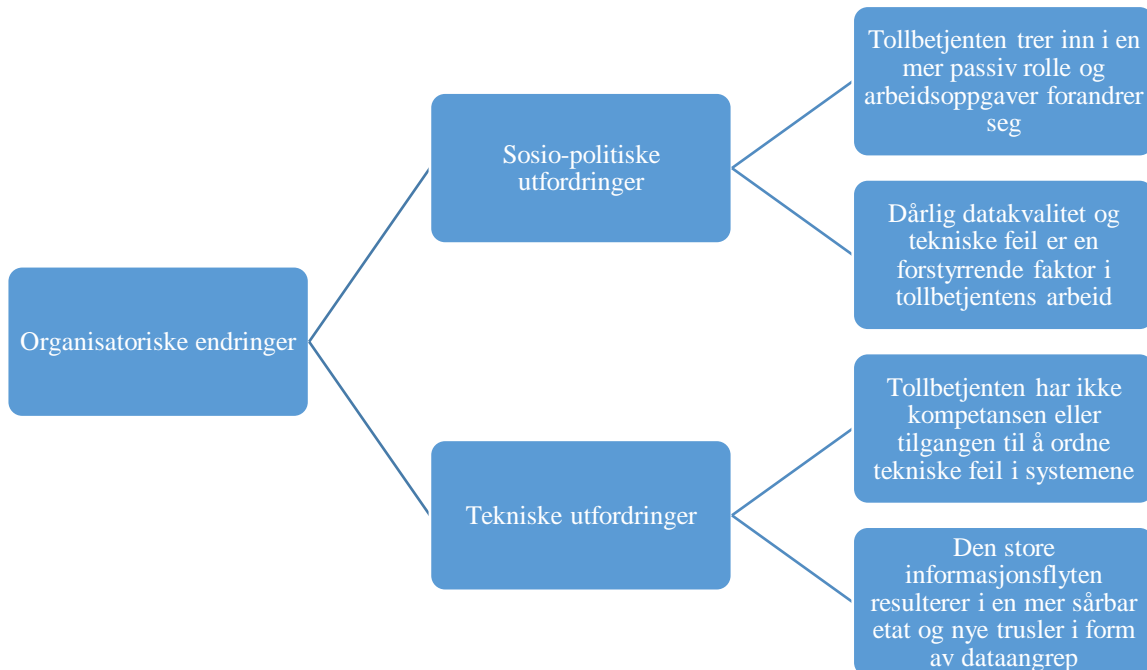 Organisatoriske endringer
Sosio-politiske
utfordringer
Tollbetjenten trer inn i en
mer passiv rolle og
arbeidsoppgaver forandrer
seg
Dårlig datakvalitet og
tekniske feil er en
forstyrrende faktor i
tollbetjentens arbeid
Tekniske utfordringer
Tollbetjenten har ikke
kompetansen eller
tilgangen til å ordne
tekniske feil i systemene
Den store
informasjonsflyten
resulterer i en mer sårbar
etat og nye trusler i form
av dataangrep